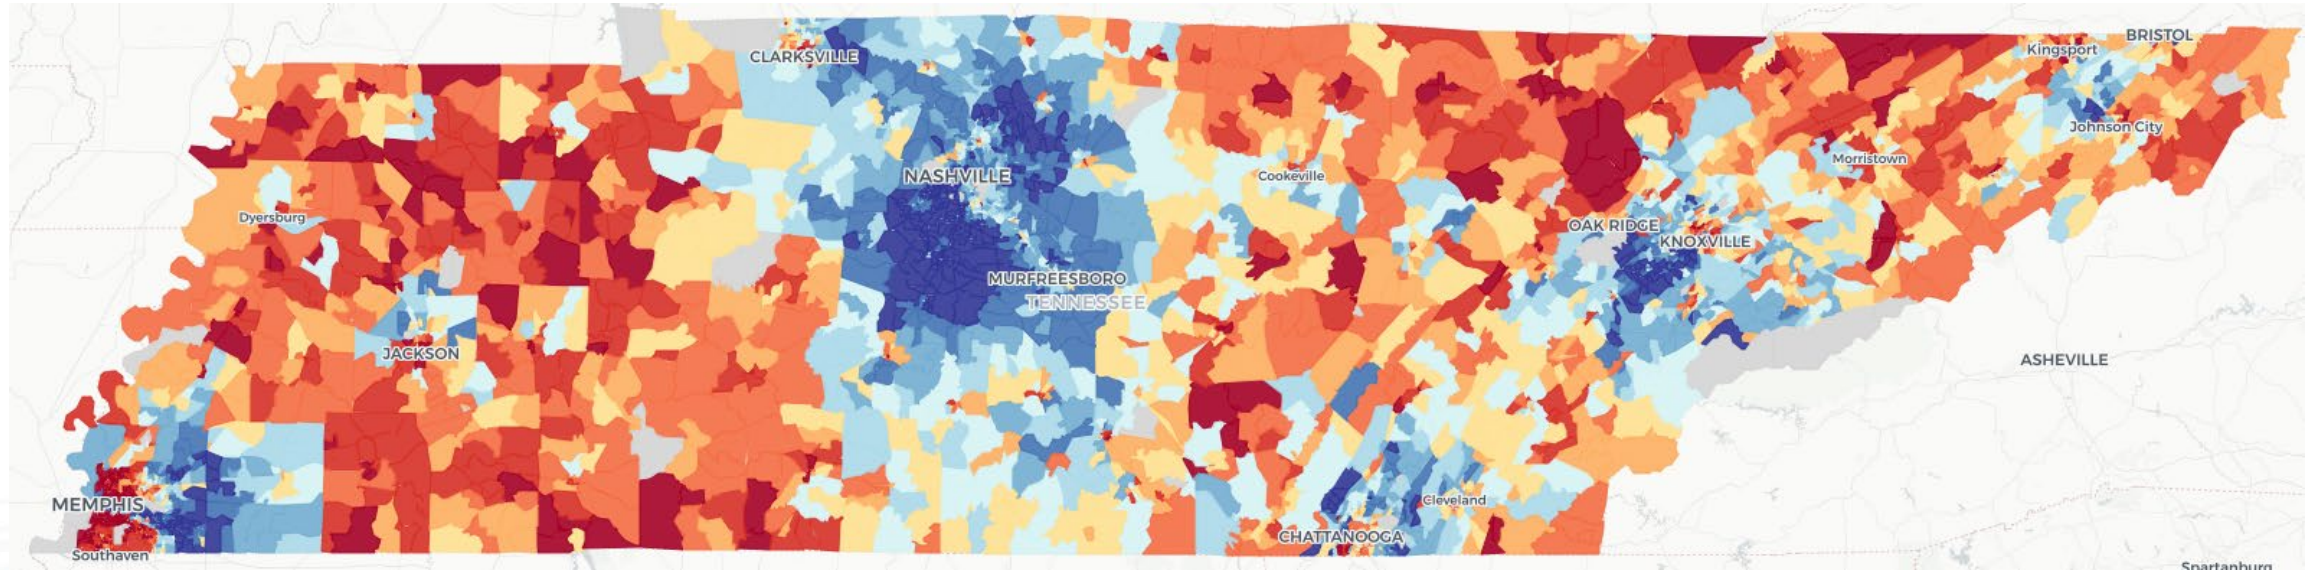 BRISTOL
Kingsport
CLARKSVILLE
Johnson City
Morristown
NASHVILLE
Cookeville
Dyersburg
OAK RIDGE
KNOXVILLE
MURFREESBORO
TENNESSEE
JACKSON
ASHEVILLE
Cleveland
MEMPHIS
CHATTANOOGA
Southaven
Spartanburg